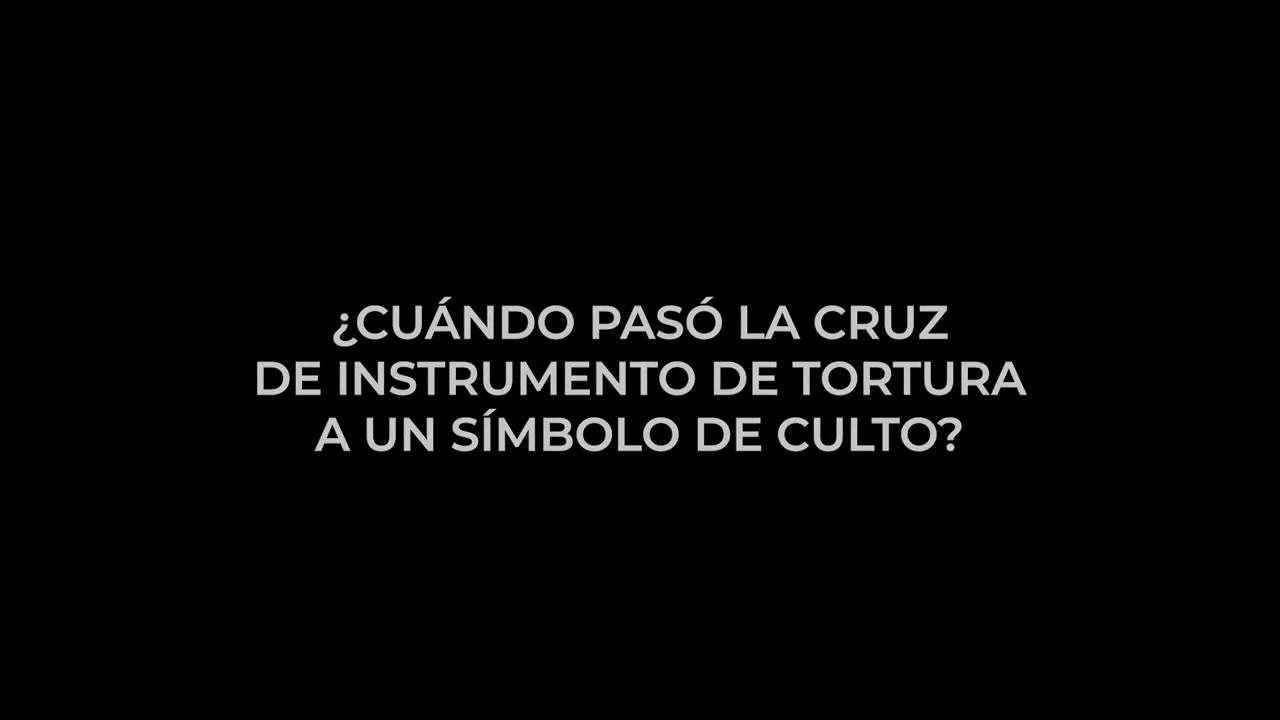 ¿CUÁNDO PASÓ LA CRUZ
DE INSTRUMENTO DE TORTURA
A UN SÍMBOLO DE CULTO?